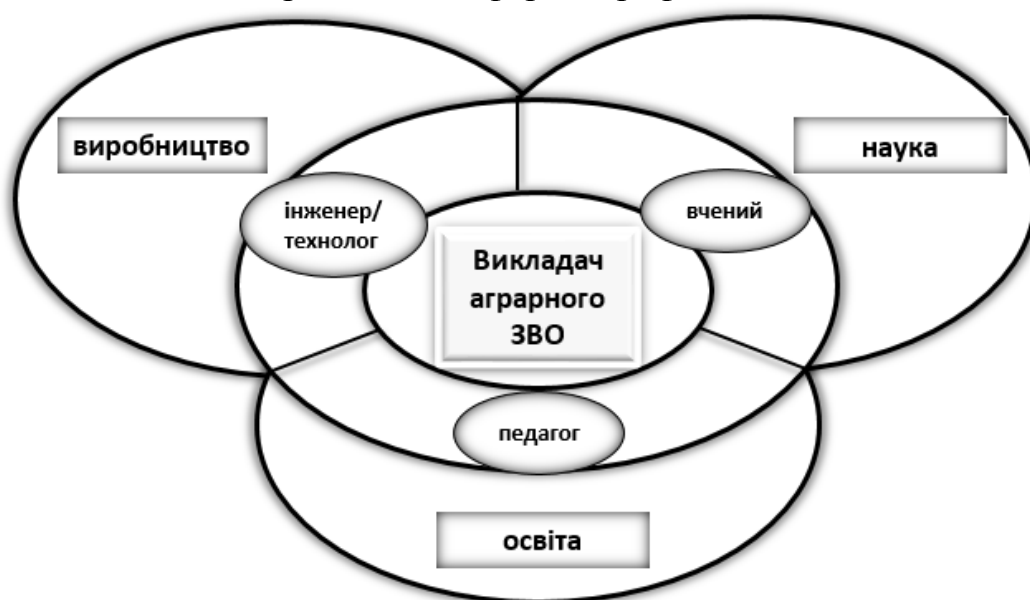 виробництво
наука
інженер/
технолог
вчений
Викладач
аграрного
ЗВО
педагог
освіта